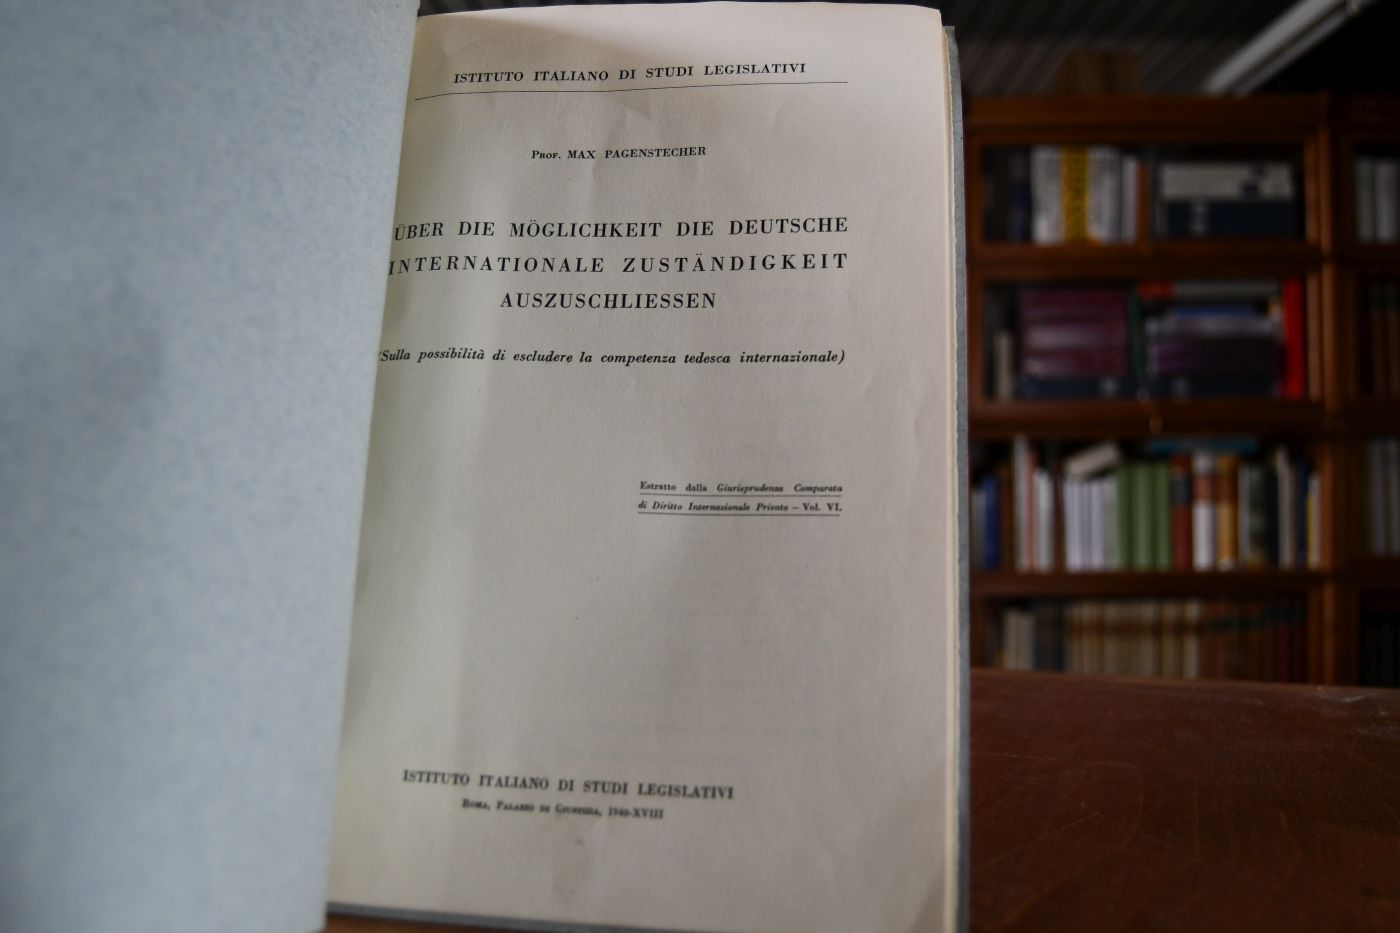 ISTITUTO ITALIANO DI STUDI LEGISLATIVI
Prof. MAX PAGENSTECHER
ÜBER DIE MÖGLICHKEIT DIE DEUTSCHE
INTERNATIONALE ZUSTÄNDIGKEIT
AUSZUSCHLIESSEN
(Sulla possibilità di escludere la competenza tedesca internazionale)
Estratto dalla Giurisprudenza Comparata
di Diritto Internazionale Privato – Vol. VI.
ISTITUTO ITALIANO DI STUDI LEGISLATIVI
Roma, Palazzo di Giustizia, 1940-XVIII